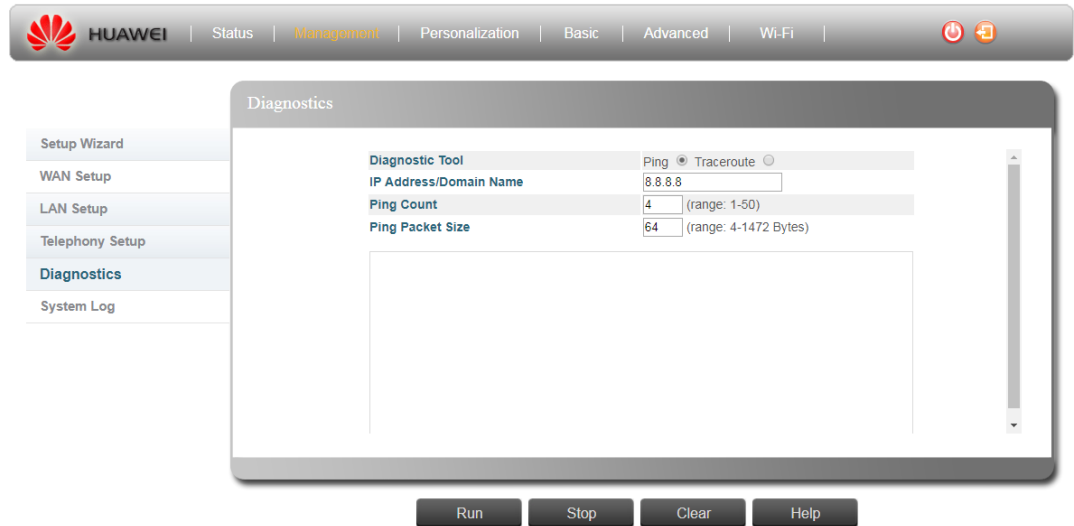 HUAWEI | Status | Management | Personalization | Basic | Advanced | Wi-Fi |
Diagnostics
Setup Wizard
WAN Setup
LAN Setup
Telephony Setup
Diagnostics
System Log
Diagnostic Tool Ping Traceroute
IP Address/Domain Name 8.8.8.8
Ping Count 4 (range: 1-50)
Ping Packet Size 64 (range: 4-1472 Bytes)
Run Stop Clear Help